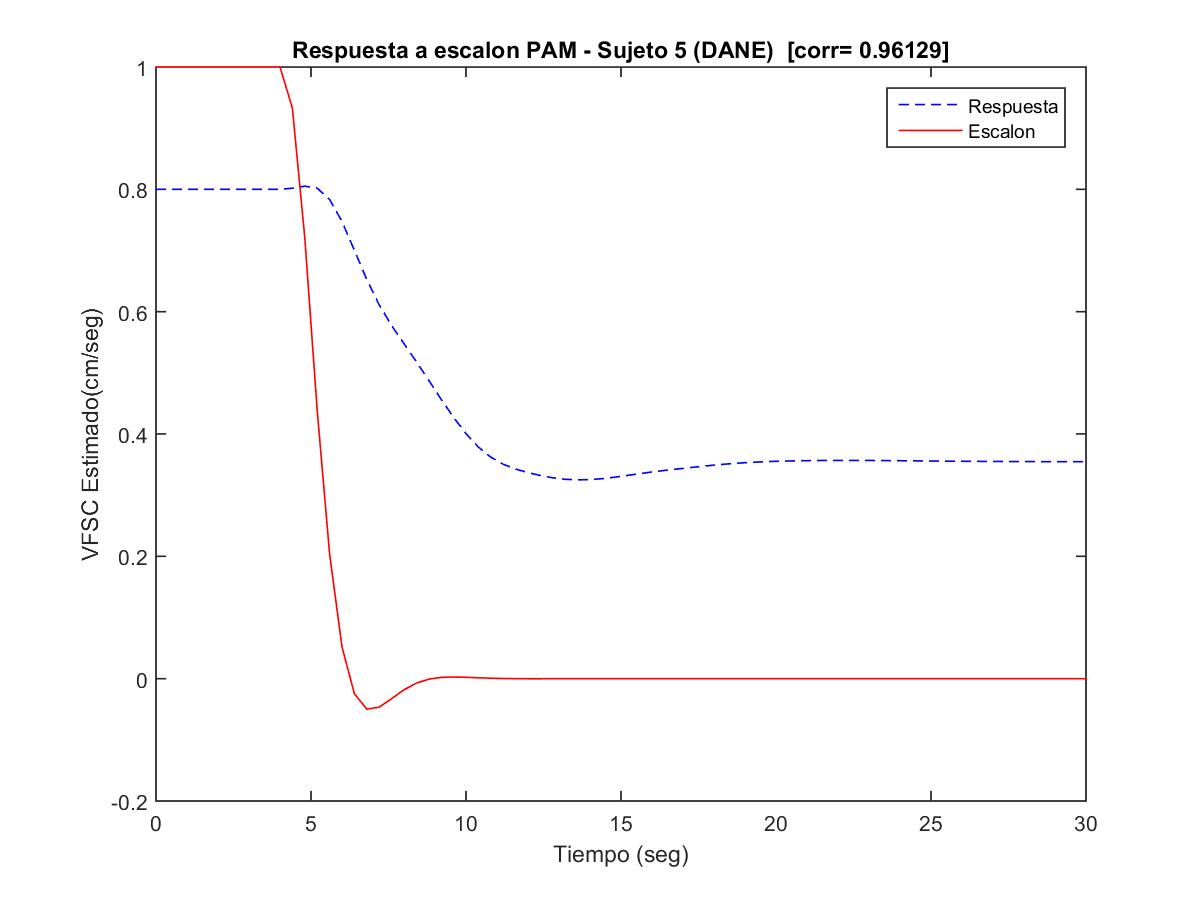 Respuesta a escalon PAM - Sujeto 5 (DANE)  [corr= 0.96129]
Respuesta
Escalon
VFSC Estimado(cm/seg)
1
0.8
0.6
0.4
0.2
0
-0.2
0 5 10 15 20 25 30
Tiempo (seg)